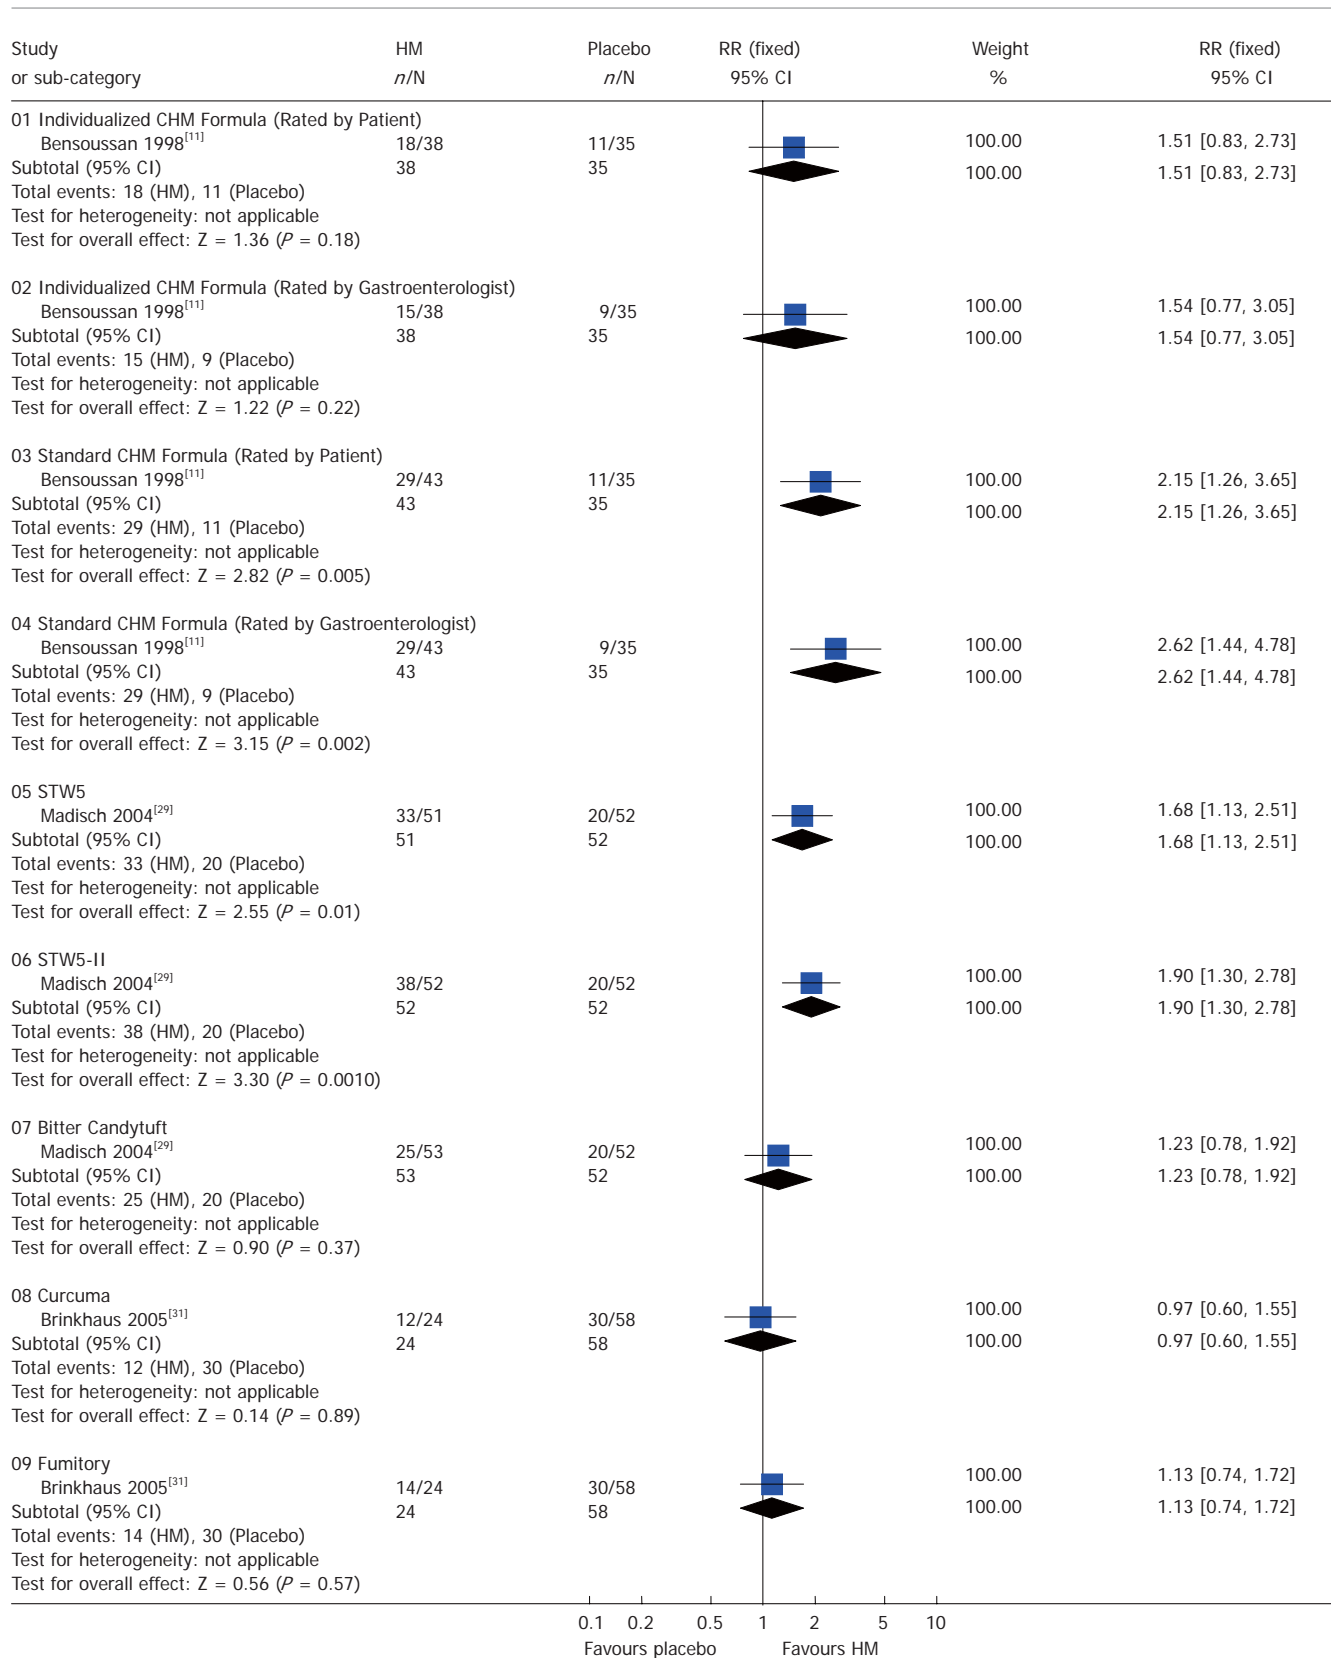 Study HM Placebo RR (fixed) Weight RR (fixed)
or sub-category n/N n/N 95% CI % 95% CI
01 Individualized CHM Formula (Rated by Patient)
Bensoussan 1998[11] 18/38 11/35 100.00 1.51 [0.83, 2.73]
Subtotal (95% CI) 38 35 100.00 1.51 [0.83, 2.73]
Total events: 18 (HM), 11 (Placebo)
Test for heterogeneity: not applicable
Test for overall effect: Z = 1.36 (P = 0.18)
02 Individualized CHM Formula (Rated by Gastroenterologist)
Bensoussan 1998[11] 15/38 9/35 100.00 1.54 [0.77, 3.05]
Subtotal (95% CI) 38 35 100.00 1.54 [0.77, 3.05]
Total events: 15 (HM), 9 (Placebo)
Test for heterogeneity: not applicable
Test for overall effect: Z = 1.22 (P = 0.22)
03 Standard CHM Formula (Rated by Patient)
Bensoussan 1998[11] 29/43 11/35 100.00 2.15 [1.26, 3.65]
Subtotal (95% CI) 43 35 100.00 2.15 [1.26, 3.65]
Total events: 29 (HM), 11 (Placebo)
Test for heterogeneity: not applicable
Test for overall effect: Z = 2.82 (P = 0.005)
04 Standard CHM Formula (Rated by Gastroenterologist)
Bensoussan 1998[11] 29/43 9/35 100.00 2.62 [1.44, 4.78]
Subtotal (95% CI) 43 35 100.00 2.62 [1.44, 4.78]
Total events: 29 (HM), 9 (Placebo)
Test for heterogeneity: not applicable
Test for overall effect: Z = 3.15 (P = 0.002)
05 STW5
Madisch 2004[29] 33/51 20/52 100.00 1.68 [1.13, 2.51]
Subtotal (95% CI) 51 52 100.00 1.68 [1.13, 2.51]
Total events: 33 (HM), 20 (Placebo)
Test for heterogeneity: not applicable
Test for overall effect: Z = 2.55 (P = 0.01)
06 STW5-II
Madisch 2004[29] 38/52 20/52 100.00 1.90 [1.30, 2.78]
Subtotal (95% CI) 52 52 100.00 1.90 [1.30, 2.78]
Total events: 38 (HM), 20 (Placebo)
Test for heterogeneity: not applicable
Test for overall effect: Z = 3.30 (P = 0.0010)
07 Bitter Candytuft
Madisch 2004[29] 25/53 20/52 100.00 1.23 [0.78, 1.92]
Subtotal (95% CI) 53 52 100.00 1.23 [0.78, 1.92]
Total events: 25 (HM), 20 (Placebo)
Test for heterogeneity: not applicable
Test for overall effect: Z = 0.90 (P = 0.37)
08 Curcuma
Brinkhaus 2005[31] 12/24 30/58 100.00 0.97 [0.60, 1.55]
Subtotal (95% CI) 24 58 100.00 0.97 [0.60, 1.55]
Total events: 12 (HM), 30 (Placebo)
Test for heterogeneity: not applicable
Test for overall effect: Z = 0.14 (P = 0.89)
09 Fumitory
Brinkhaus 2005[31] 14/24 30/58 100.00 1.13 [0.74, 1.72]
Subtotal (95% CI) 24 58 100.00 1.13 [0.74, 1.72]
Total events: 14 (HM), 30 (Placebo)
Test for heterogeneity: not applicable
Test for overall effect: Z = 0.56 (P = 0.57)
0.1 0.2 0.5 1 2 5 10
Favours placebo Favours HM